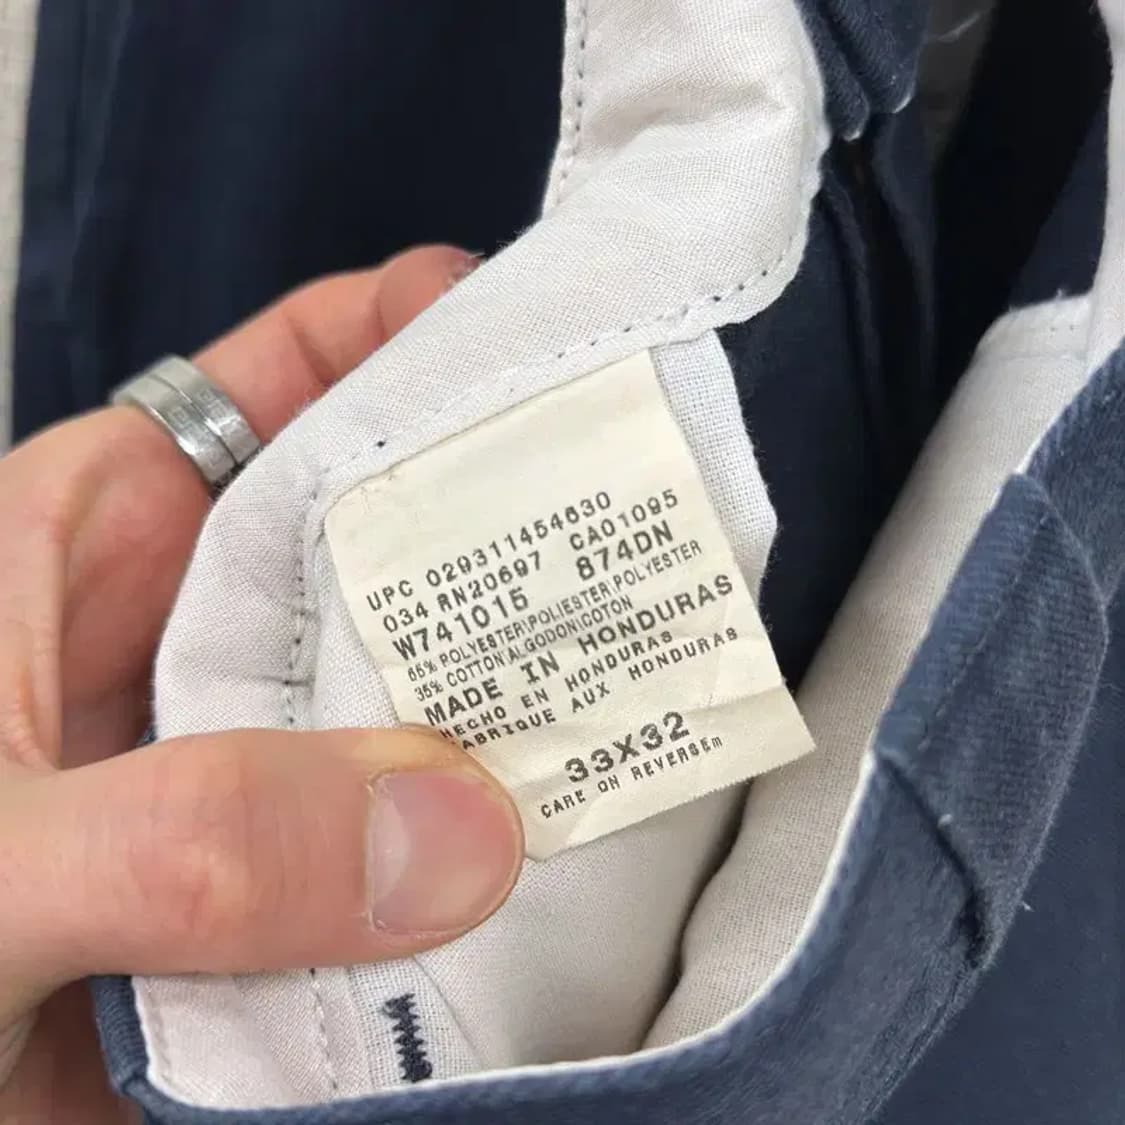 UPC 029311454630
034 RN20697 CA01095
W741015 874DN
65% POLYESTER\POLIESTER\POLYESTER
35% COTTON\ALGODON\COTON
MADE IN HONDURAS
HECHO EN HONDURAS
FABRIQUE AUX HONDURAS
33X32
CARE ON REVERSEm